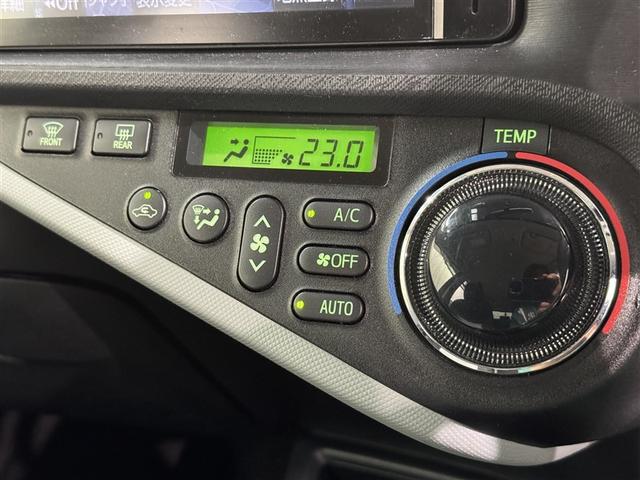 FRONT
REAR
23.0
TEMP
A/C
OFF
AUTO